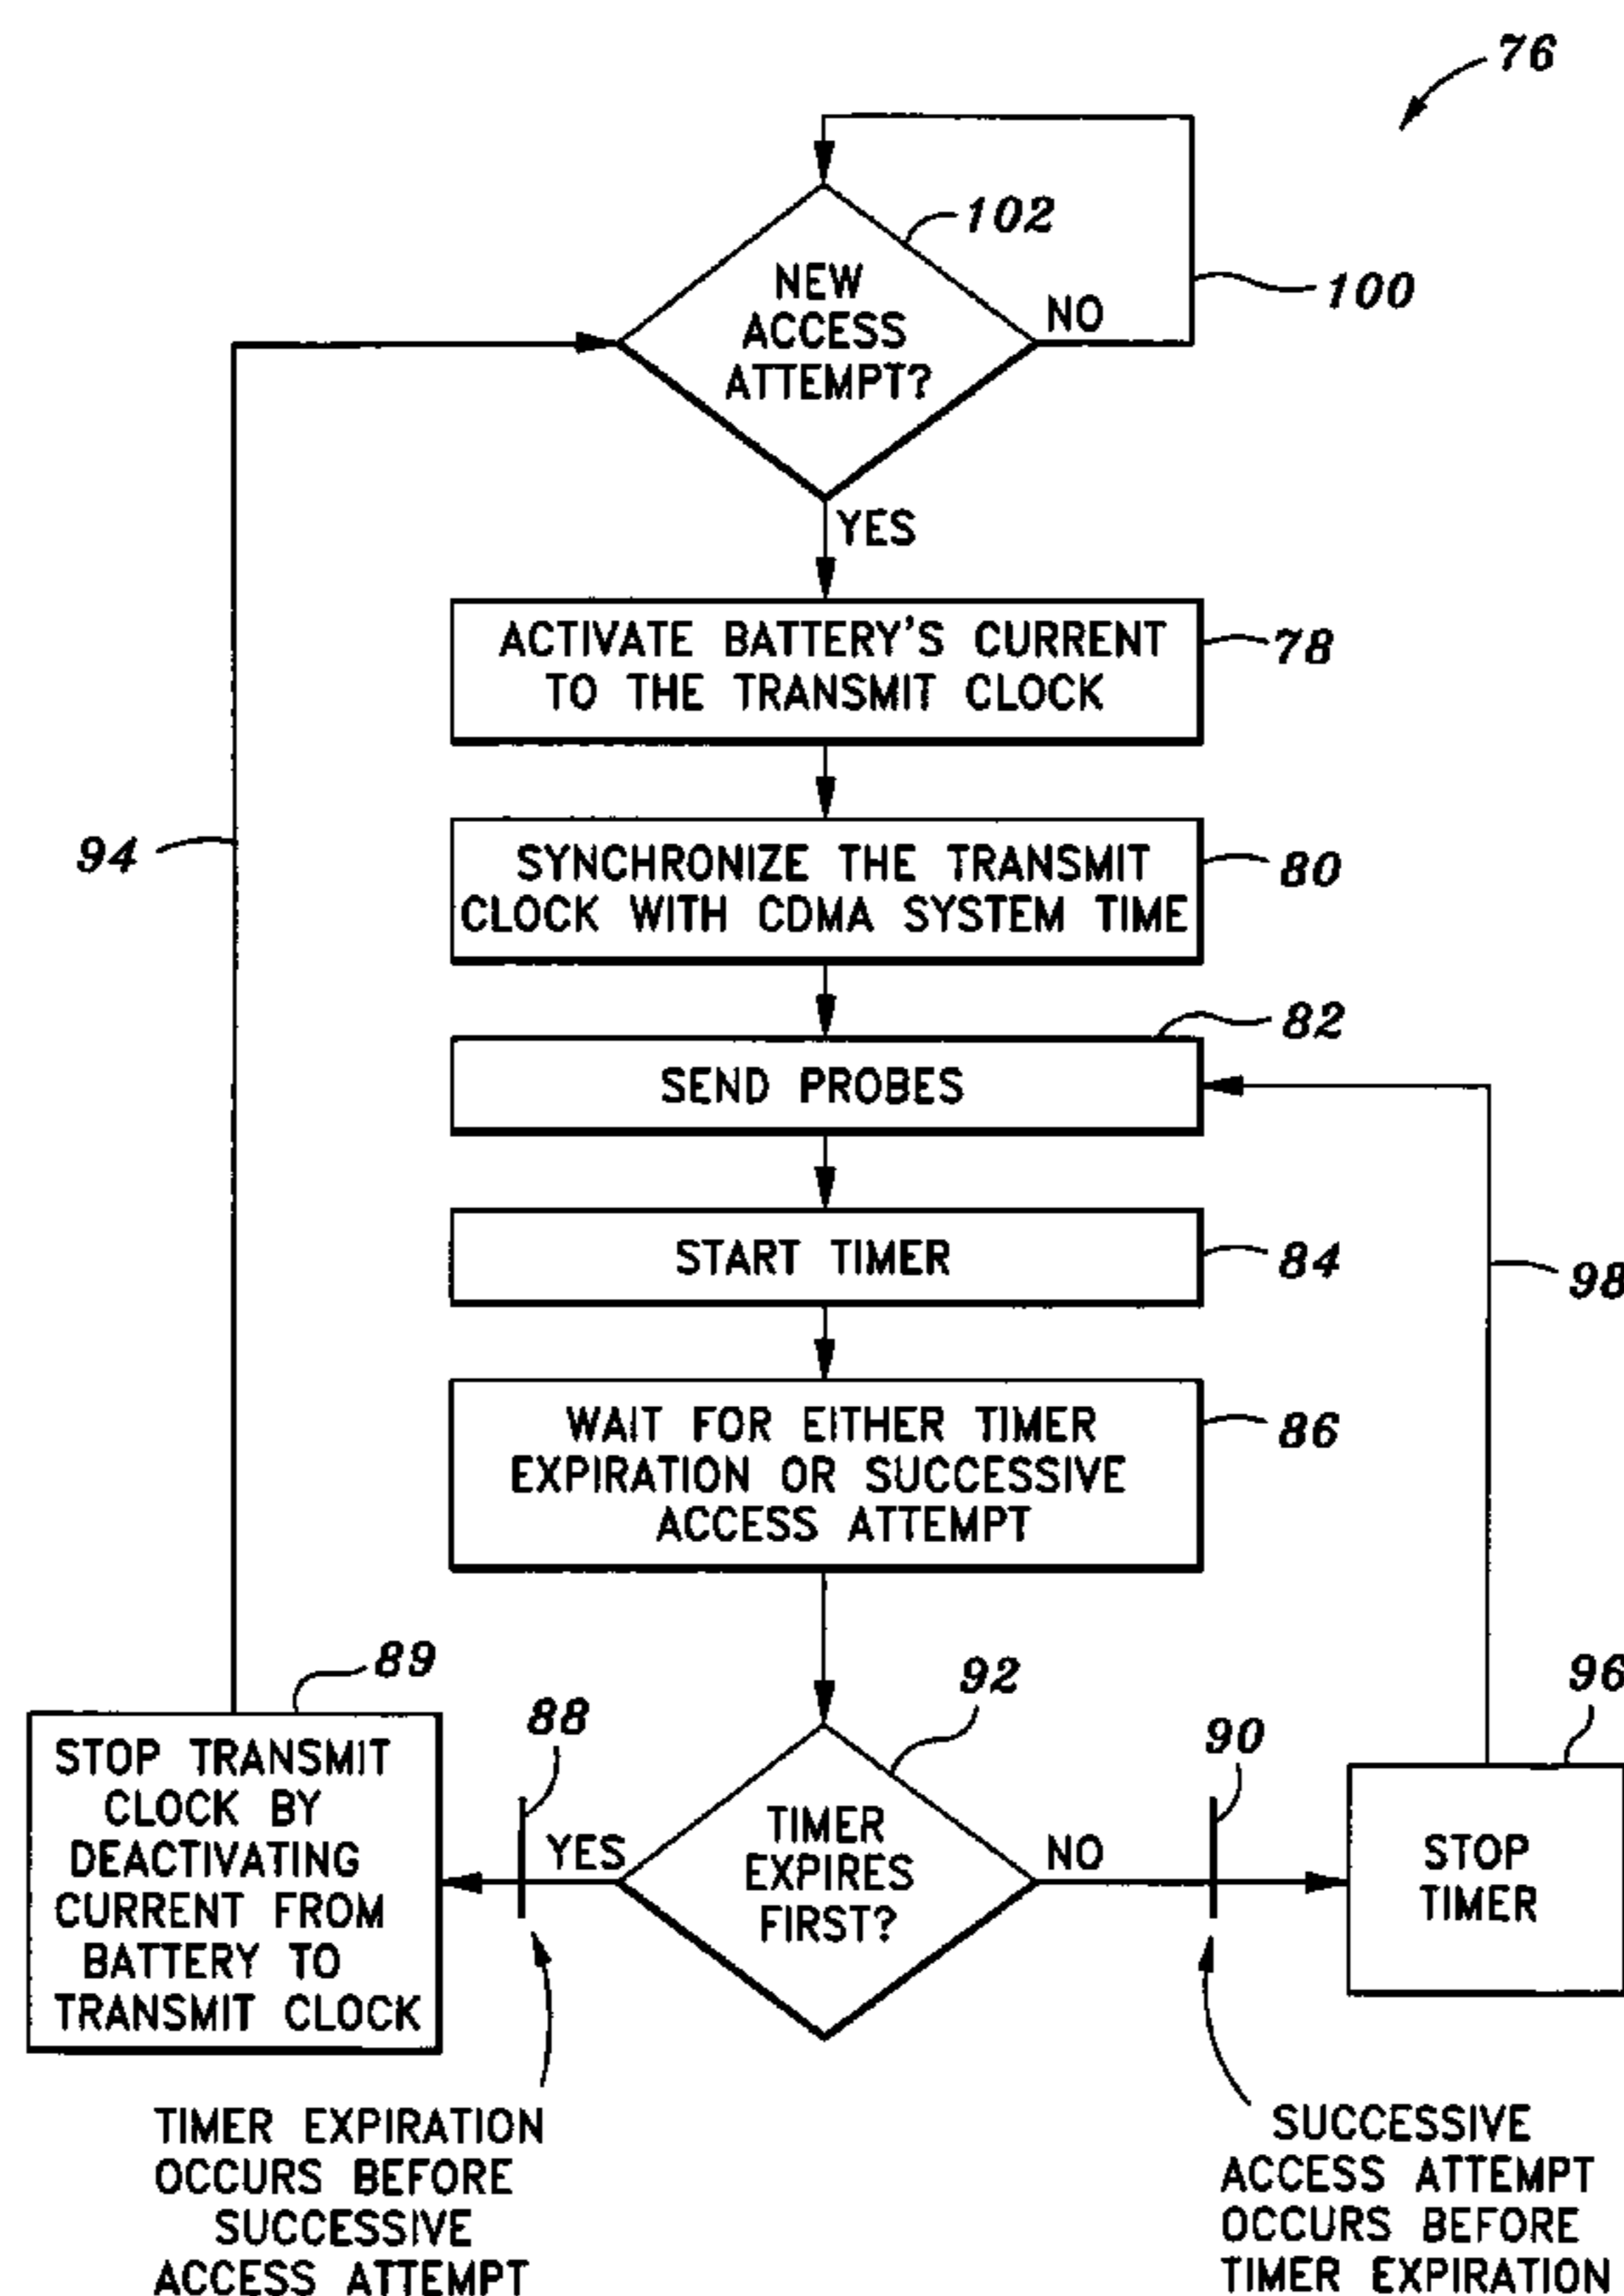 76
102
NEW
ACCESS
ATTEMPT?
NO
100
YES
ACTIVATE BATTERY'S CURRENT
TO THE TRANSMIT CLOCK
78
94
SYNCHRONIZE THE TRANSMIT
CLOCK WITH CDMA SYSTEM TIME
80
82
SEND PROBES
START TIMER
84
98
WAIT FOR EITHER TIMER
EXPIRATION OR SUCCESSIVE
ACCESS ATTEMPT
86
89
88
92
90
96
STOP TRANSMIT
CLOCK BY
DEACTIVATING
CURRENT FROM
BATTERY TO
TRANSMIT CLOCK
YES
TIMER
EXPIRES
FIRST?
NO
STOP
TIMER
TIMER EXPIRATION
OCCURS BEFORE
SUCCESSIVE
ACCESS ATTEMPT
SUCCESSIVE
ACCESS ATTEMPT
OCCURS BEFORE
TIMER EXPIRATION